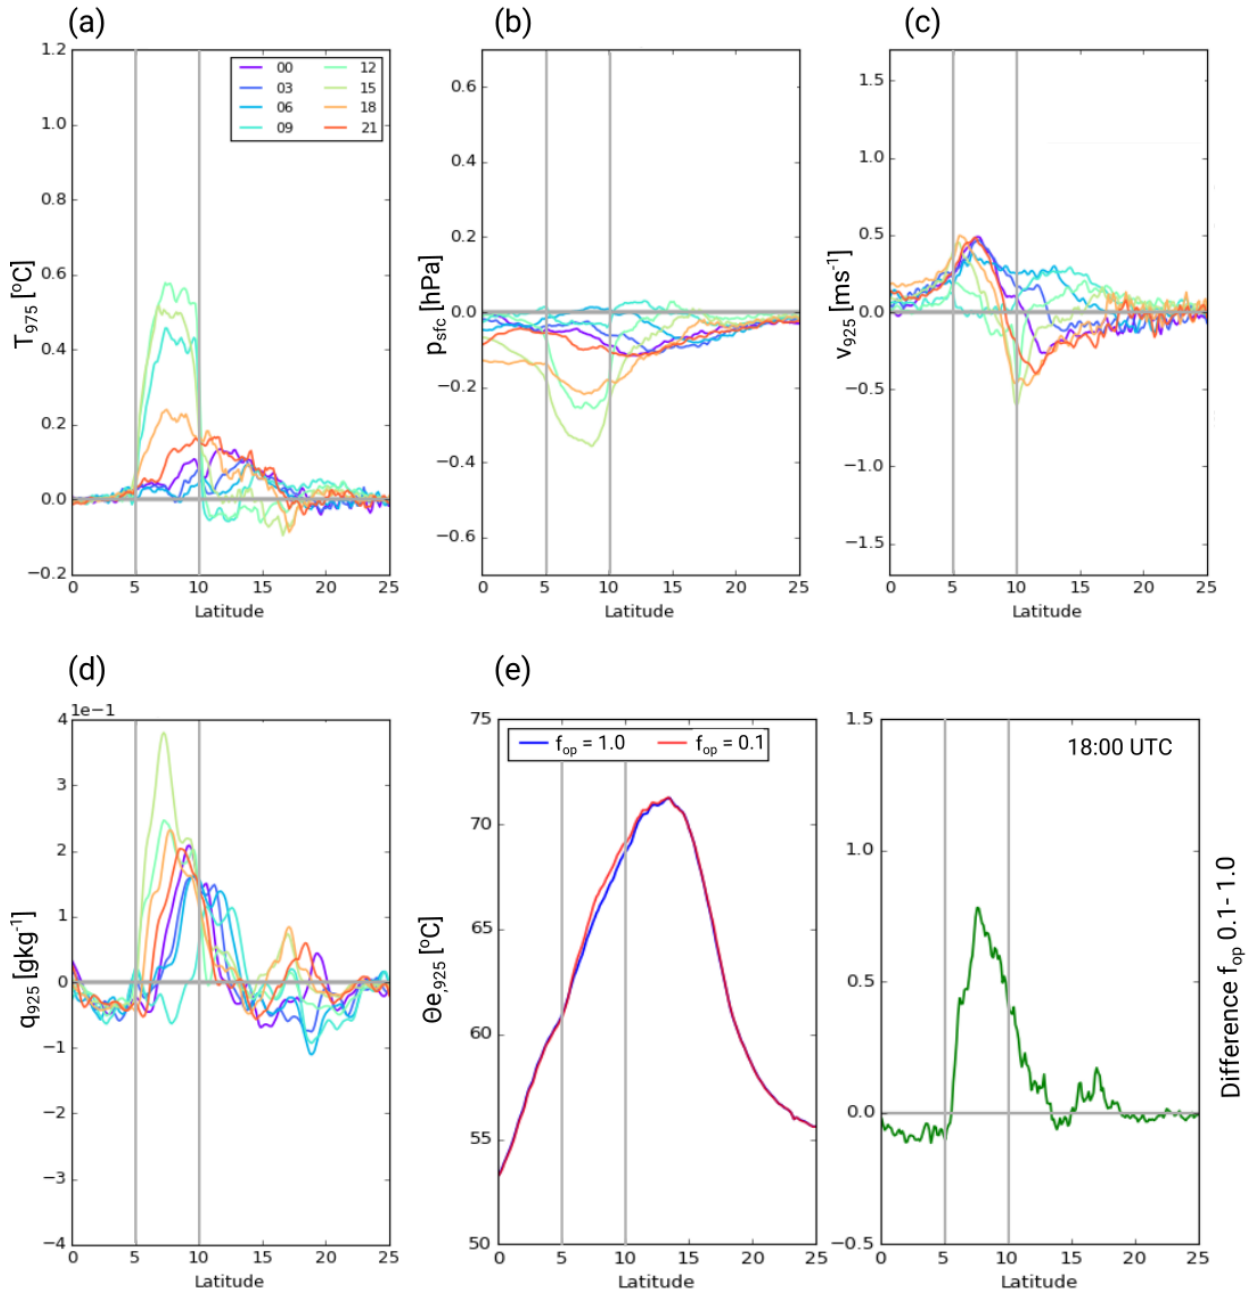 (a)
(b)
(c)
1.2
1.0
0.8
0.6
0.4
0.2
0.0
−0.2
T975 [oC]
00 12
03 15
06 18
09 21
0 5 10 15 20 25
Latitude
0.6
0.4
0.2
0.0
−0.2
−0.4
−0.6
psfc [hPa]
0 5 10 15 20 25
Latitude
1.5
1.0
0.5
0.0
−0.5
−1.0
−1.5
v925 [ms-1]
0 5 10 15 20 25
Latitude
(d)
(e)
1e−1
4
3
2
1
0
−1
−2
−3
−4
q925 [gkg-1]
0 5 10 15 20 25
Latitude
75
70
65
60
55
50
Θe,925 [oC]
fop = 1.0 fop = 0.1
0 5 10 15 20 25
Latitude
1.5
1.0
0.5
0.0
−0.5
18:00 UTC
Difference fop 0.1- 1.0
0 5 10 15 20 25
Latitude